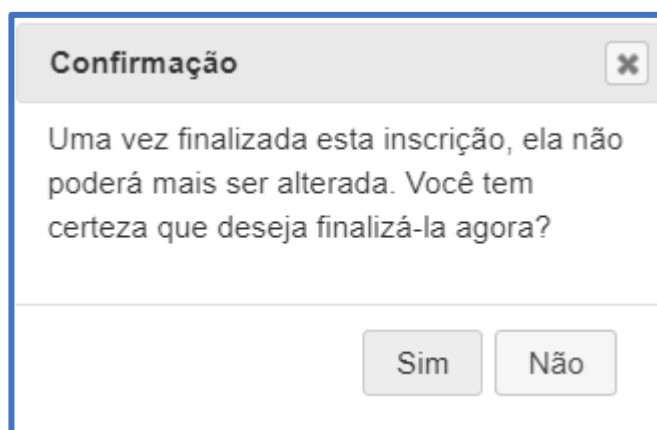 Confirmação
Uma vez finalizada esta inscrição, ela não
poderá mais ser alterada. Você tem
certeza que deseja finalizá-la agora?
Sim Não